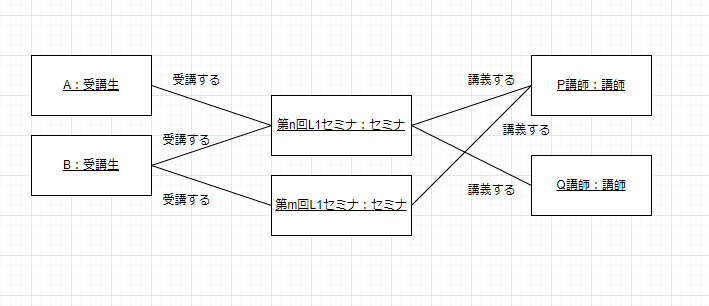 A：受講生
受講する
P講師：講師
講義する
第n回L1セミナ：セミナ
講義する
B：受講生
受講する
受講する
第m回L1セミナ：セミナ
Q講師：講師
講義する